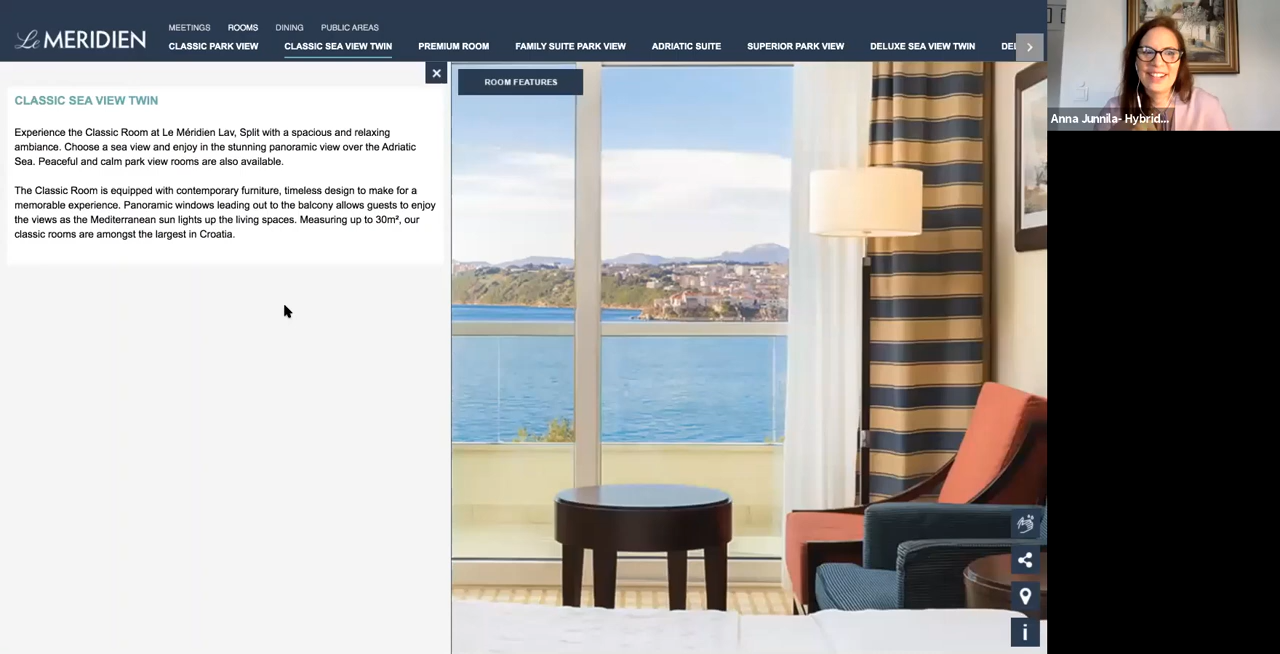 Le MERIDIEN
MEETINGS ROOMS DINING PUBLIC AREAS
CLASSIC PARK VIEW CLASSIC SEA VIEW TWIN PREMIUM ROOM FAMILY SUITE PARK VIEW ADRIATIC SUITE SUPERIOR PARK VIEW DELUXE SEA VIEW TWIN DEL
ROOM FEATURES
CLASSIC SEA VIEW TWIN
Experience the Classic Room at Le Méridien Lav, Split with a spacious and relaxing
ambiance. Choose a sea view and enjoy in the stunning panoramic view over the Adriatic
Sea. Peaceful and calm park view rooms are also available.
The Classic Room is equipped with contemporary furniture, timeless design to make for a
memorable experience. Panoramic windows leading out to the balcony allows guests to enjoy
the views as the Mediterranean sun lights up the living spaces. Measuring up to 30m², our
classic rooms are amongst the largest in Croatia.
Anna Junnila- Hybrid...